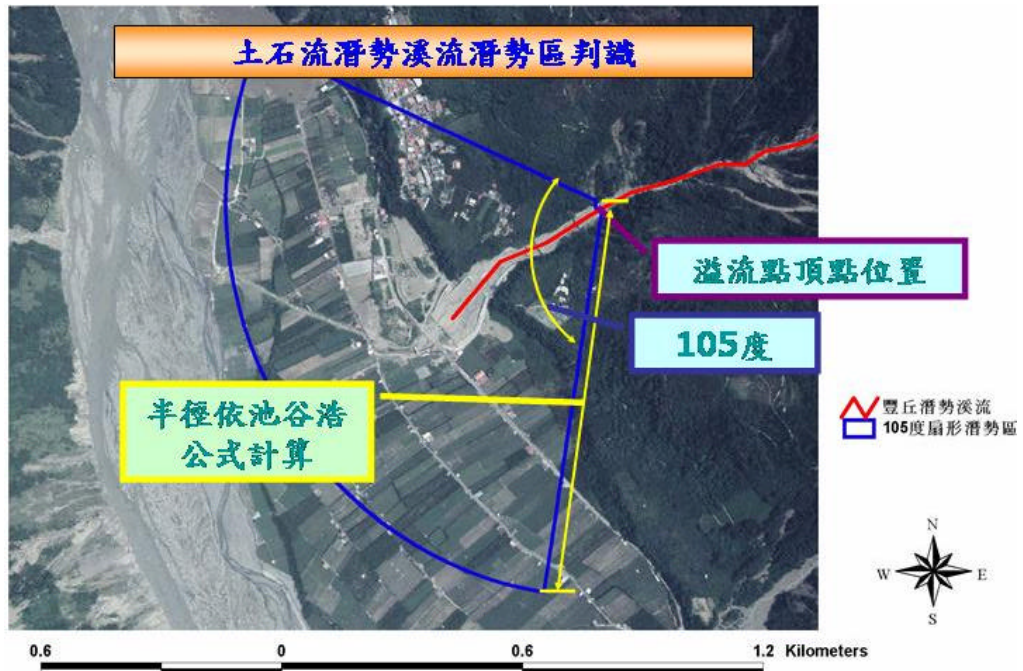 土石流潛勢溪流潛勢區判識
溢流點頂點位置
105度
半徑依池谷浩
公式計算
豐丘潛勢溪流
105度扇形潛勢區
N
W E
S
0.6 0 0.6 1.2 Kilometers